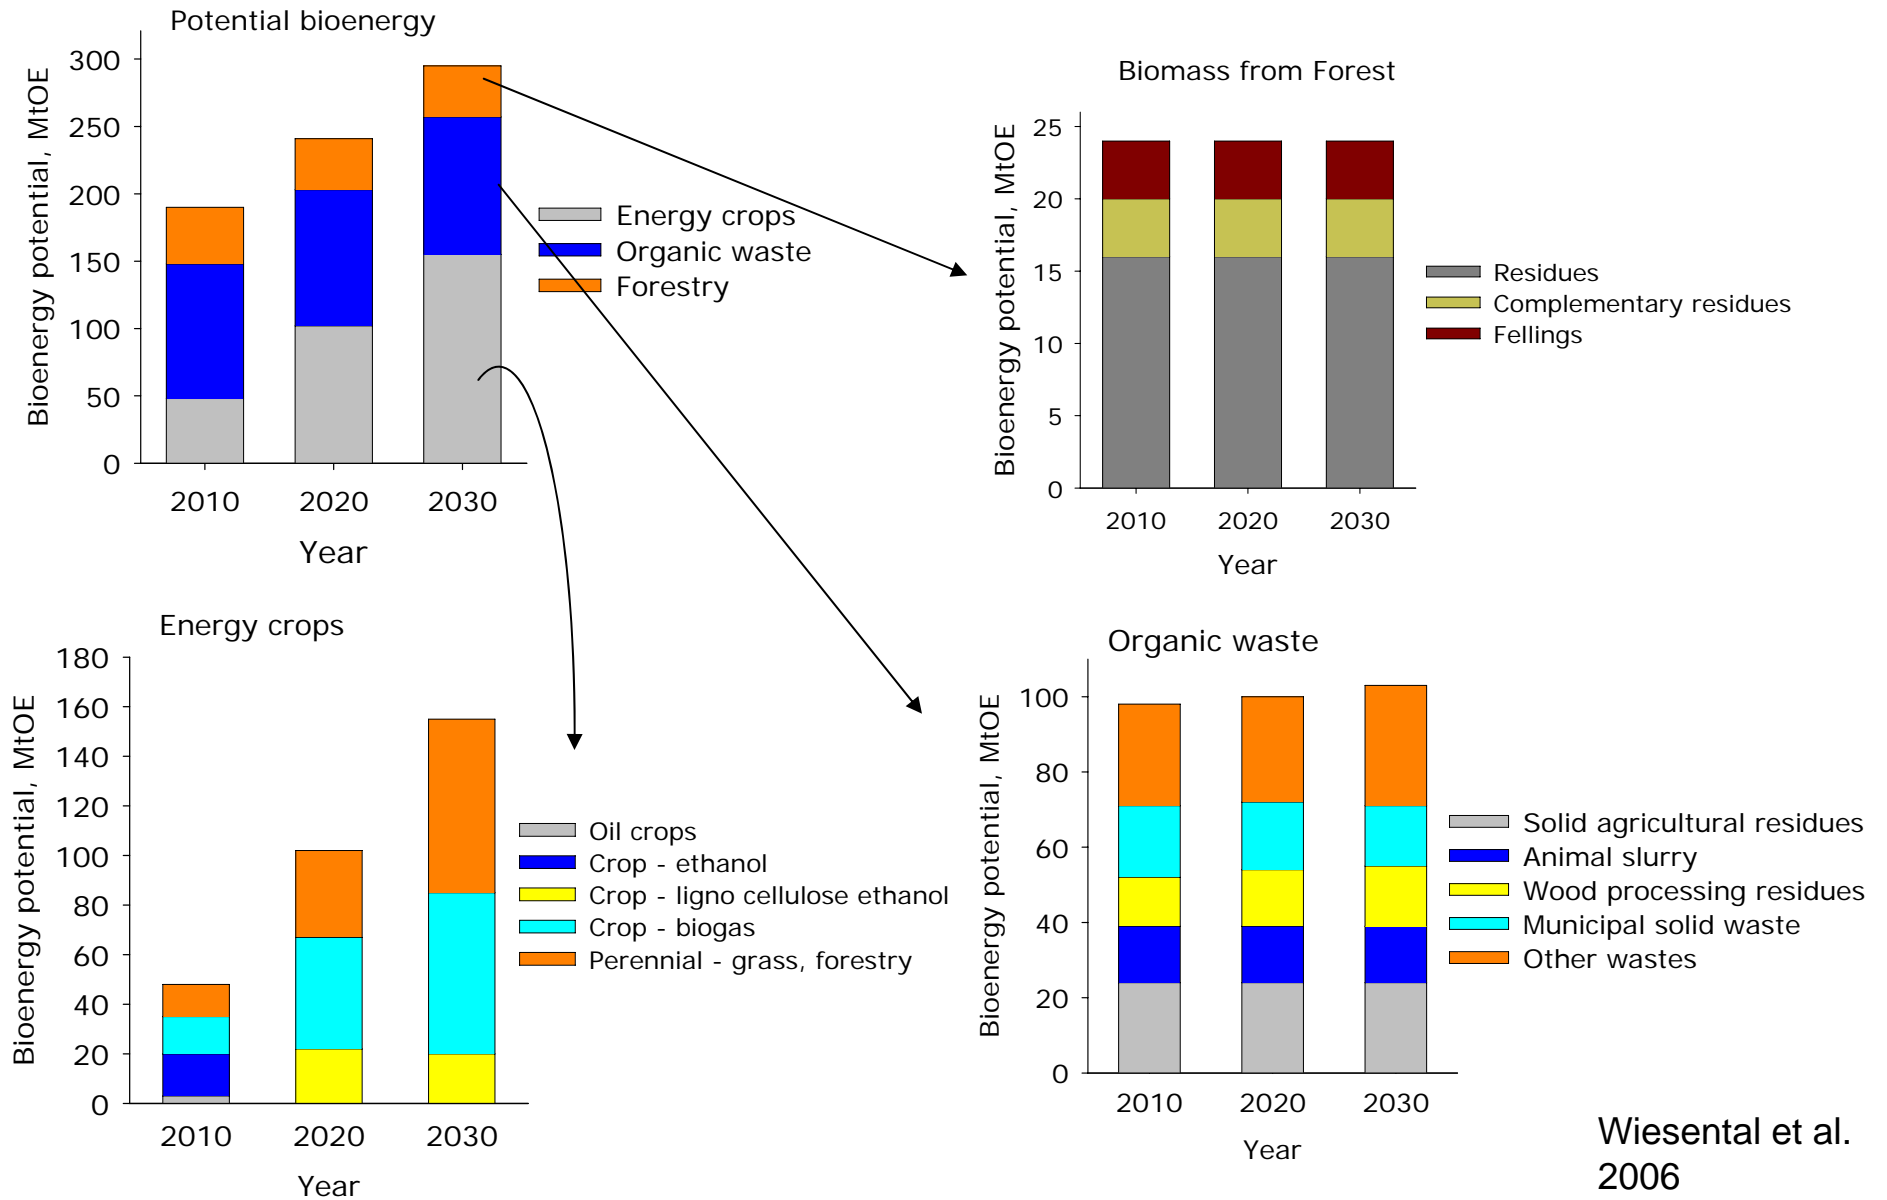 Potential bioenergy
Bioenergy potential, MtOE
300
250
200
150
100
50
0
2010 2020 2030
Year
Energy crops
Organic waste
Forestry
Biomass from Forest
Bioenergy potential, MtOE
25
20
15
10
5
0
2010 2020 2030
Year
Residues
Complementary residues
Fellings
Energy crops
Bioenergy potential, MtOE
180
160
140
120
100
80
60
40
20
0
2010 2020 2030
Year
Oil crops
Crop - ethanol
Crop - ligno cellulose ethanol
Crop - biogas
Perennial - grass, forestry
Organic waste
Bioenergy potential, MtOE
100
80
60
40
20
0
2010 2020 2030
Year
Solid agricultural residues
Animal slurry
Wood processing residues
Municipal solid waste
Other wastes
Wiesental et al.
2006